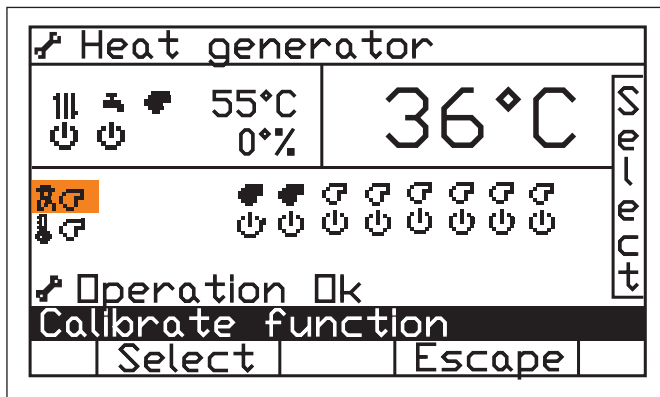 Heat generator
55°C 36°C
0°%
Select
Operation Ok
Calibrate function
Select Escape